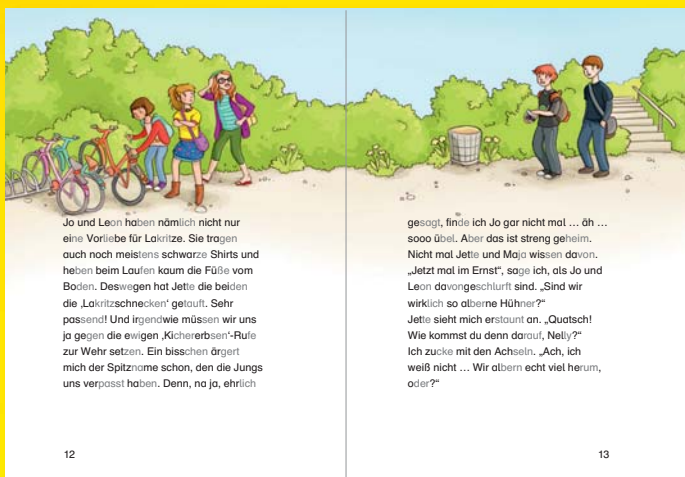 Jo und Leon haben nämlich nicht nur
eine Vorliebe für Lakritze. Sie tragen
auch noch meistens schwarze Shirts und
heben beim Laufen kaum die Füße vom
Boden. Deswegen hat Jette die beiden
die ‚Lakritzschnecken‘ getauft. Sehr
passend! Und irgendwie müssen wir uns
ja gegen die ewigen ‚Kichererbsen‘-Rufe
zur Wehr setzen. Ein bisschen ärgert
mich der Spitzname schon, den die Jungs
uns verpasst haben. Denn, na ja, ehrlich
12
gesagt, finde ich Jo gar nicht mal … äh …
sooo übel. Aber das ist streng geheim.
Nicht mal Jette und Maja wissen davon.
„Jetzt mal im Ernst“, sage ich, als Jo und
Leon davongeschlurft sind. „Sind wir
wirklich so alberne Hühner?“
Jette sieht mich erstaunt an. „Quatsch!
Wie kommst du denn darauf, Nelly?“
Ich zucke mit den Achseln. „Ach, ich
weiß nicht … Wir albern echt viel herum,
oder?“
13